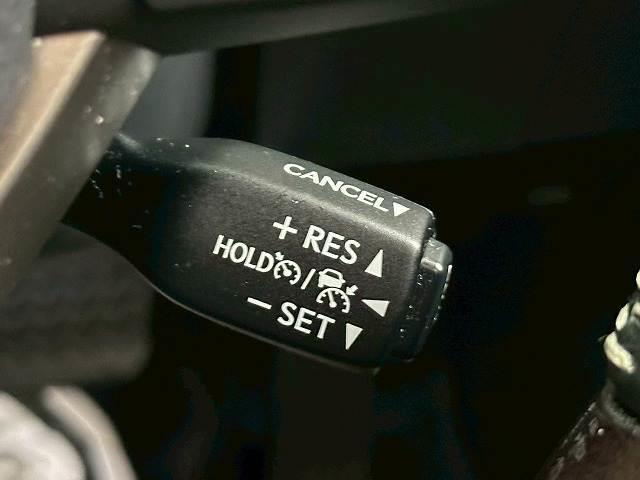 CANCEL▼
+ RES ▲
HOLD / ◀
− SET ▼